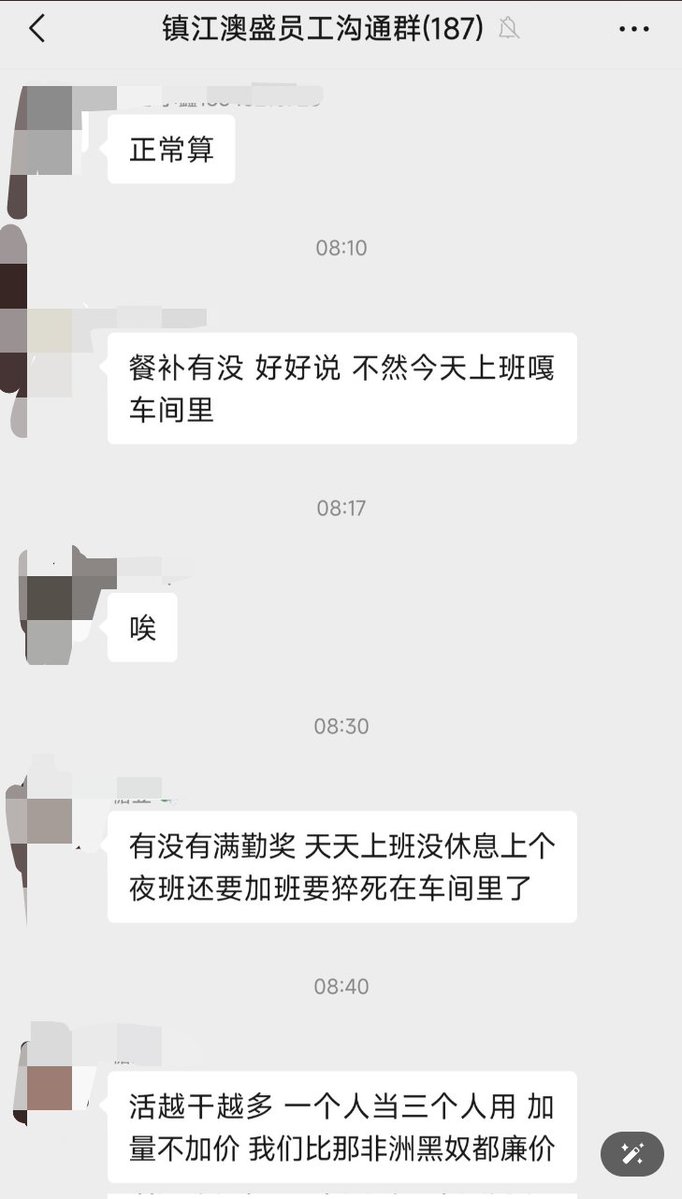 镇江澳盛员工沟通群(187)
正常算
08:10
餐补有没 好好说 不然今天上班嘎
车间里
08:17
唉
08:30
有没有满勤奖 天天上班没休息上个
夜班还要加班要猝死在车间里了
08:40
活越干越多 一个人当三个人用 加
量不加价 我们比那非洲黑奴都廉价